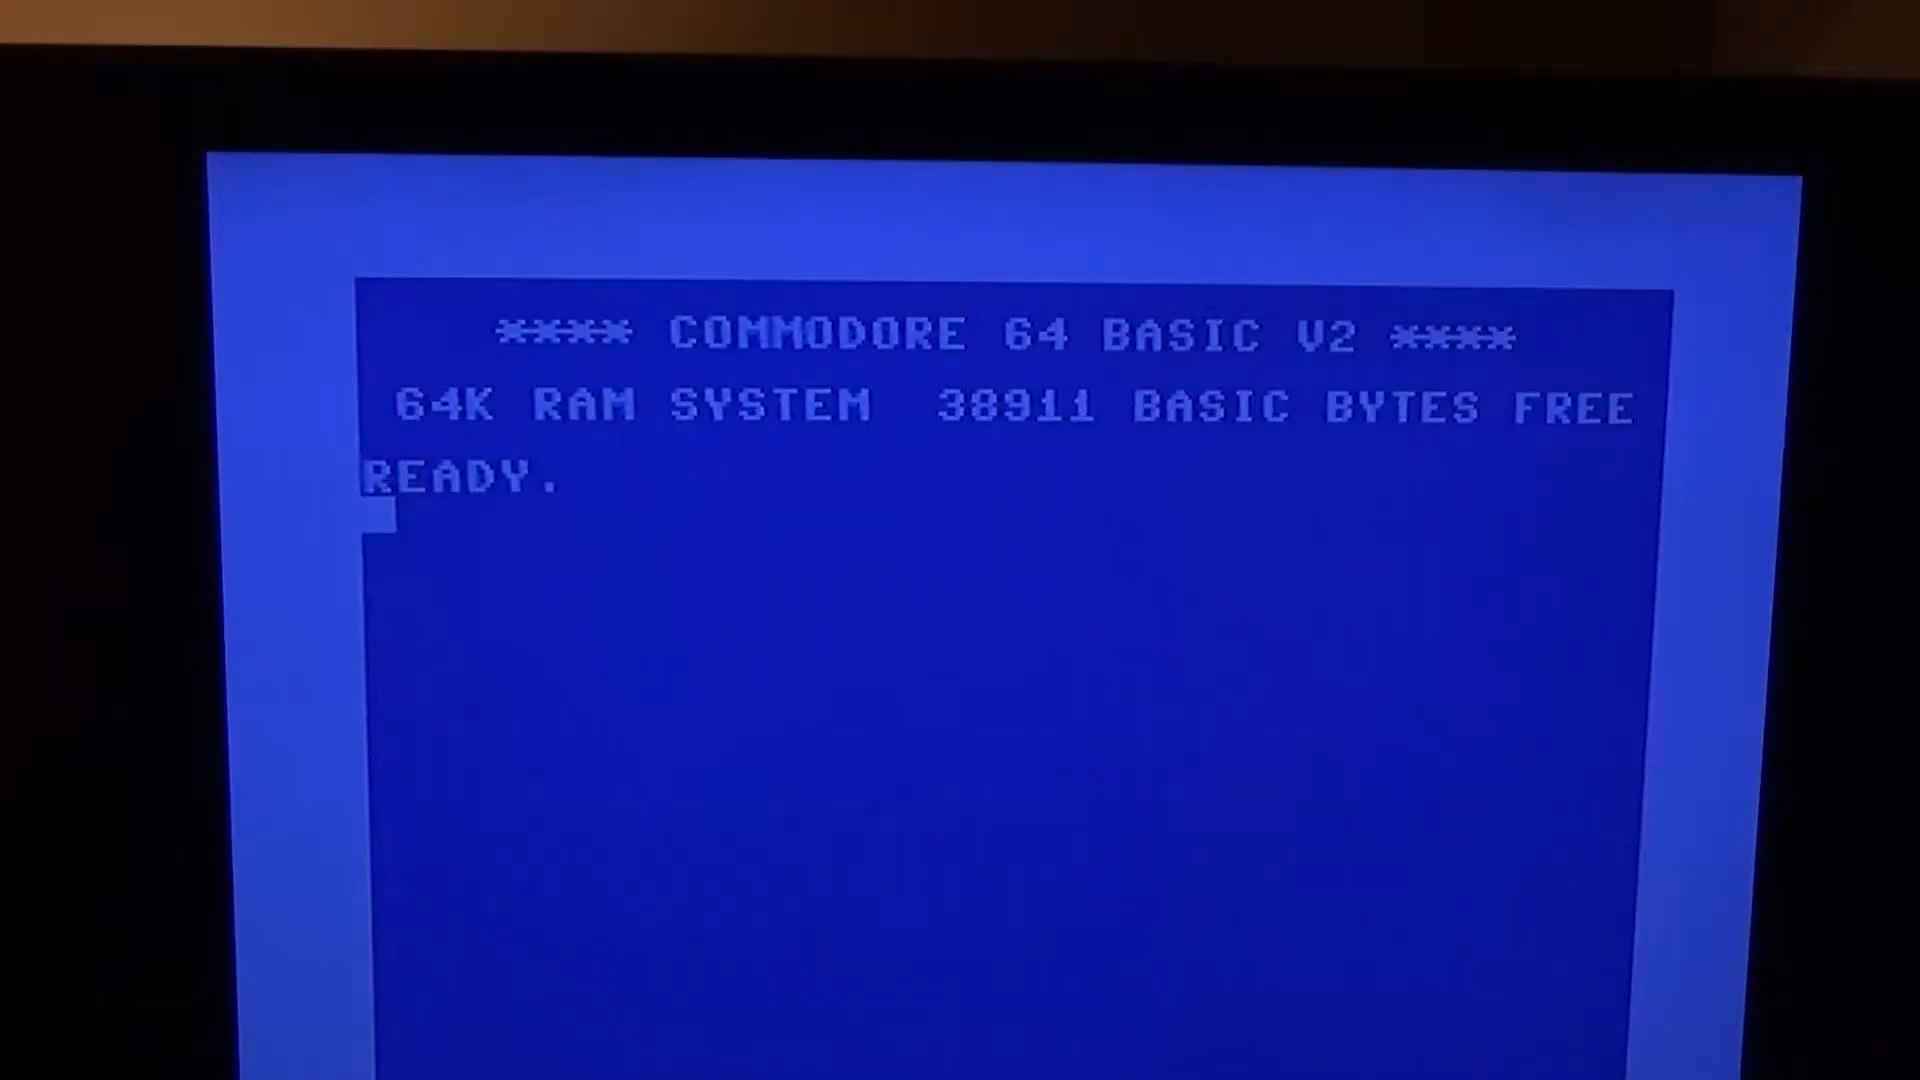 **** COMMODORE 64 BASIC V2 ****
64K RAM SYSTEM  38911 BASIC BYTES FREE
READY.